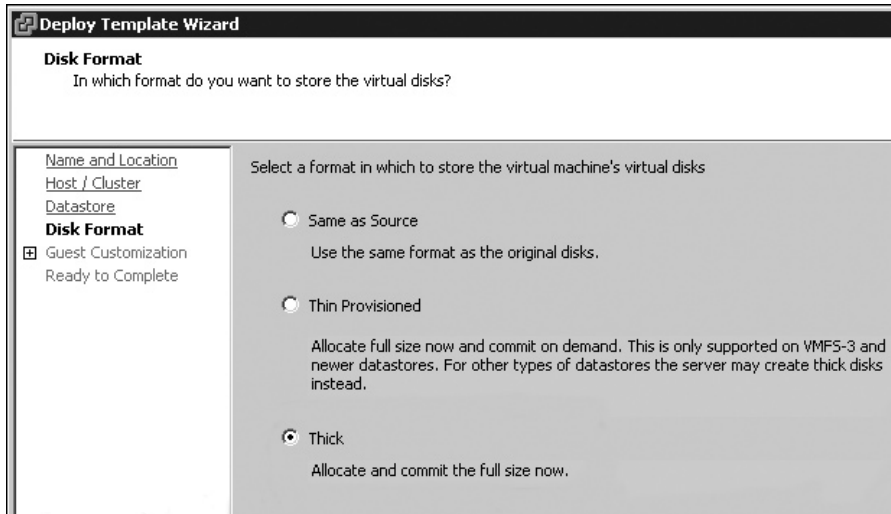 Deploy Template Wizard
Disk Format
In which format do you want to store the virtual disks?
Name and Location
Host / Cluster
Datastore
Disk Format
Guest Customization
Ready to Complete
Select a format in which to store the virtual machine's virtual disks
Same as Source
Use the same format as the original disks.
Thin Provisioned
Allocate full size now and commit on demand. This is only supported on VMFS-3 and
newer datastores. For other types of datastores the server may create thick disks
instead.
Thick
Allocate and commit the full size now.